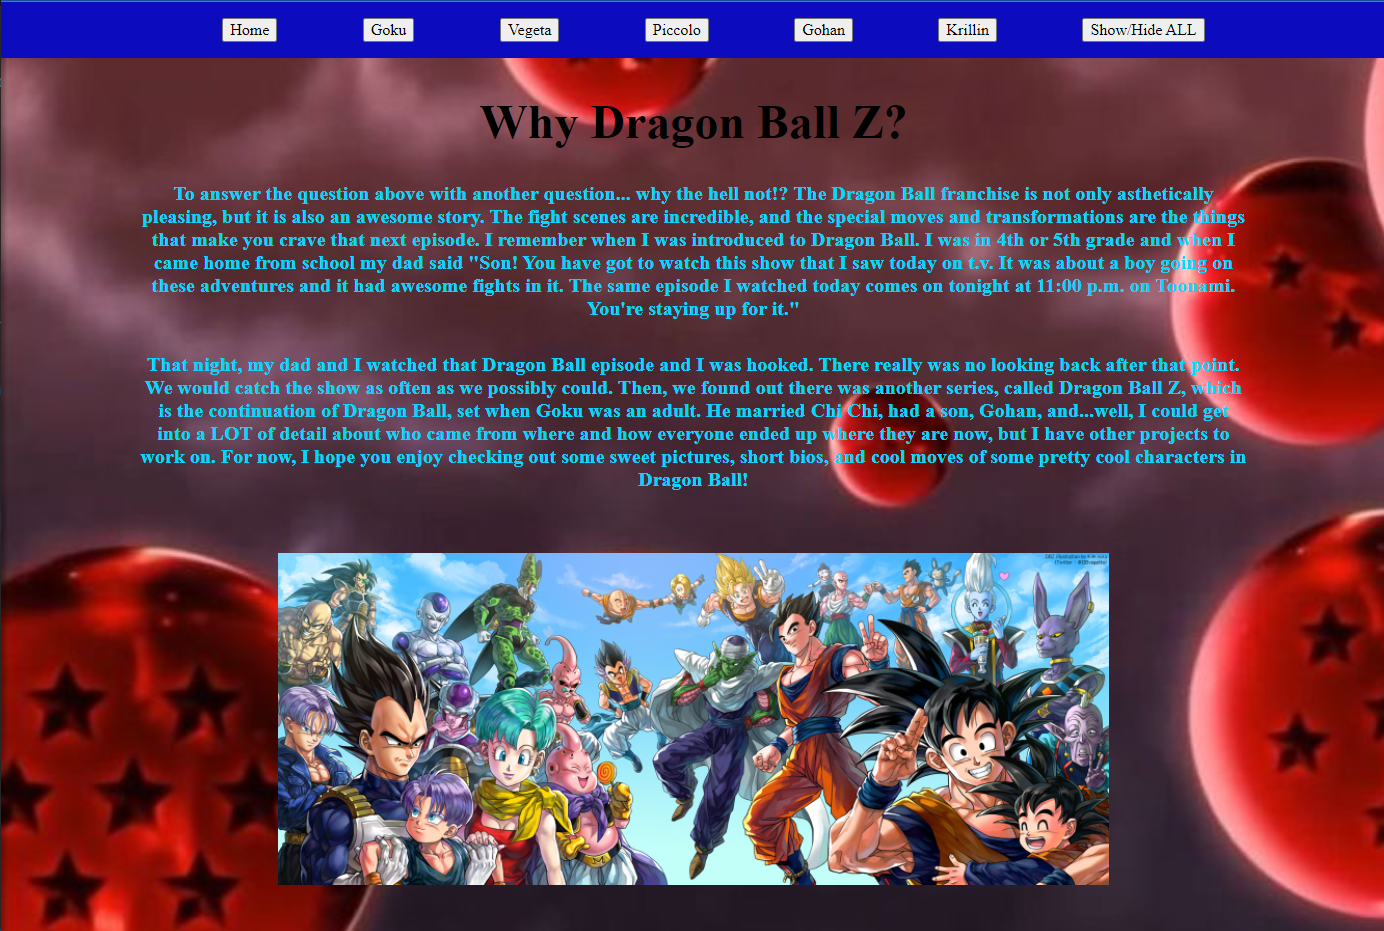 Home Goku Vegeta Piccolo Gohan Krillin Show/Hide ALL
Why Dragon Ball Z?
To answer the question above with another question... why the hell not!? The Dragon Ball franchise is not only asthetically
pleasing, but it is also an awesome story. The fight scenes are incredible, and the special moves and transformations are the things
that make you crave that next episode. I remember when I was introduced to Dragon Ball. I was in 4th or 5th grade and when I
came home from school my dad said "Son! You have got to watch this show that I saw today on t.v. It was about a boy going on
these adventures and it had awesome fights in it. The same episode I watched today comes on tonight at 11:00 p.m. on Toonami.
You're staying up for it."
That night, my dad and I watched that Dragon Ball episode and I was hooked. There really was no looking back after that point.
We would catch the show as often as we possibly could. Then, we found out there was another series, called Dragon Ball Z, which
is the continuation of Dragon Ball, set when Goku was an adult. He married Chi Chi, had a son, Gohan, and...well, I could get
into a LOT of detail about who came from where and how everyone ended up where they are now, but I have other projects to
work on. For now, I hope you enjoy checking out some sweet pictures, short bios, and cool moves of some pretty cool characters in
Dragon Ball!